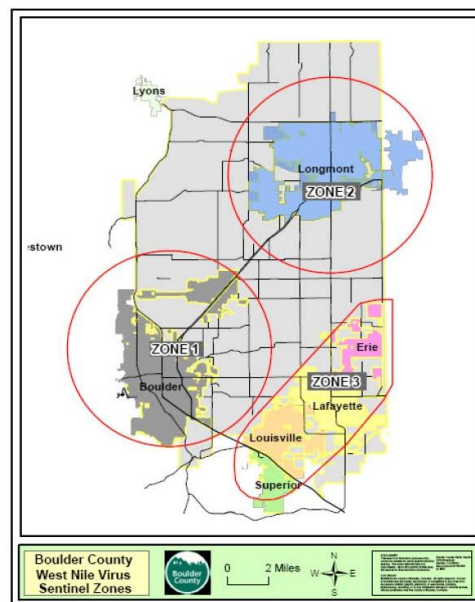 Lyons
Longmont
ZONE 2
estown
ZONE 1
Boulder
Erie
ZONE 3
Lafayette
Louisville
Superior
Boulder County
West Nile Virus
Sentinel Zones
Boulder
County
0 2 Miles
N
W E
S